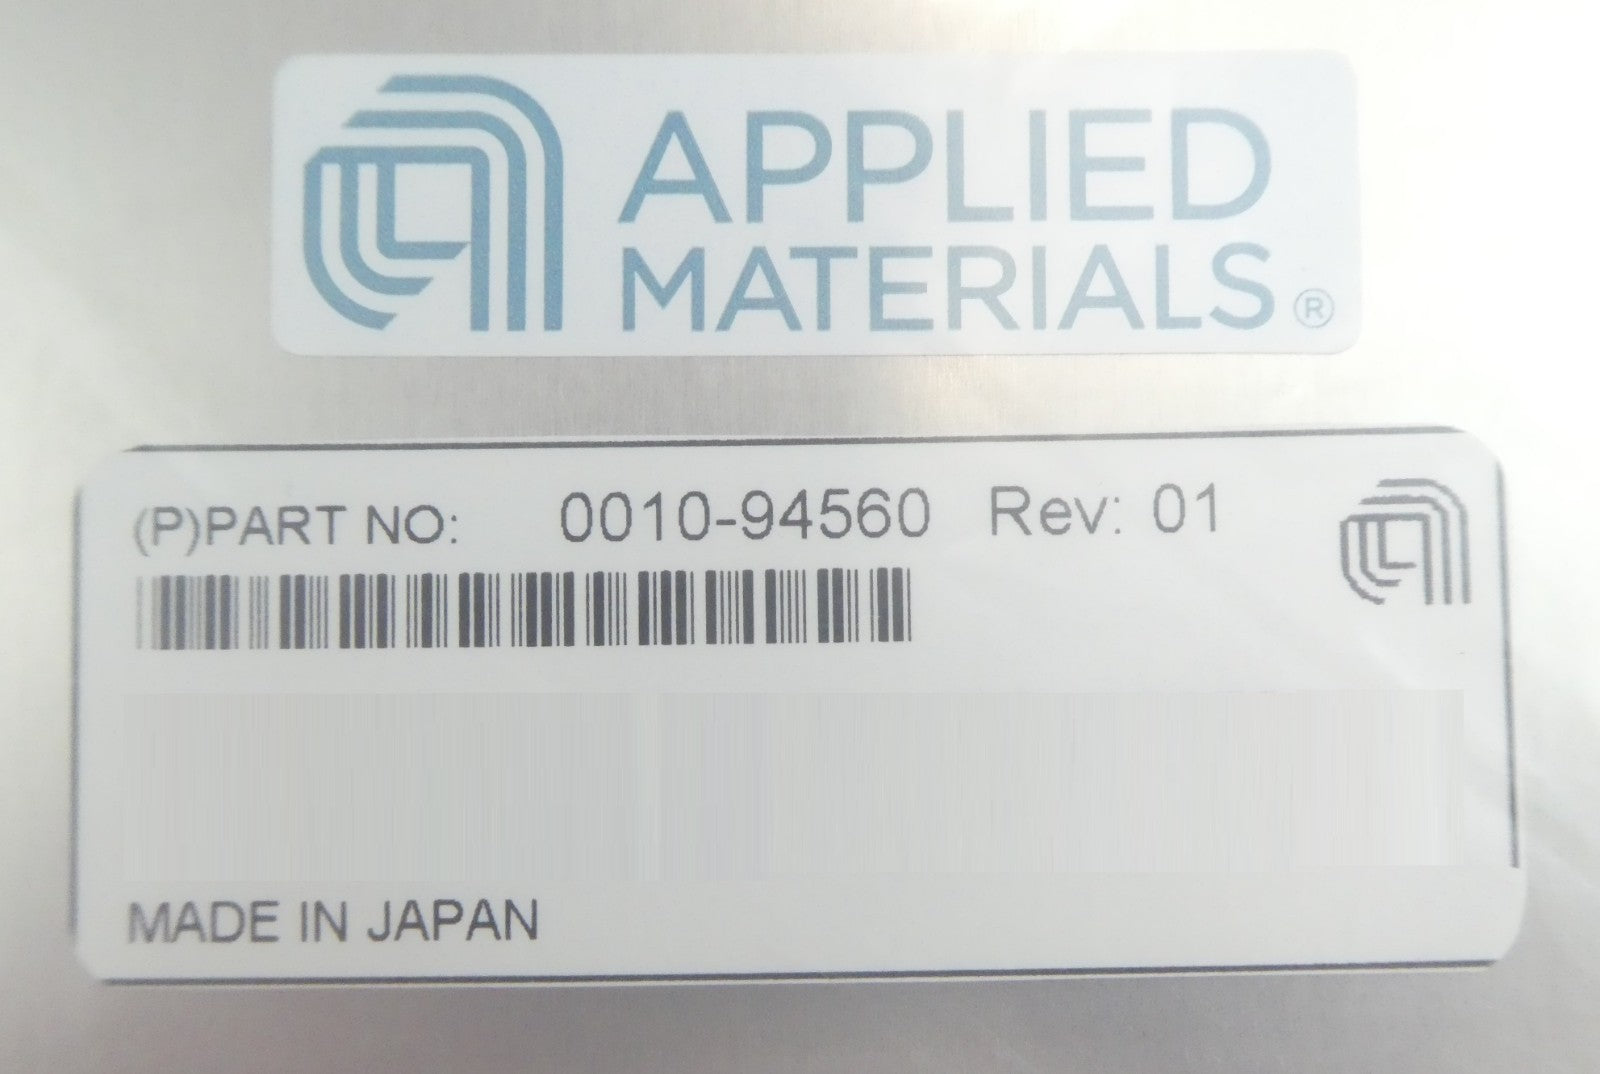 APPLIED
MATERIALS®
(P)PART NO: 0010-94560 Rev: 01
MADE IN JAPAN